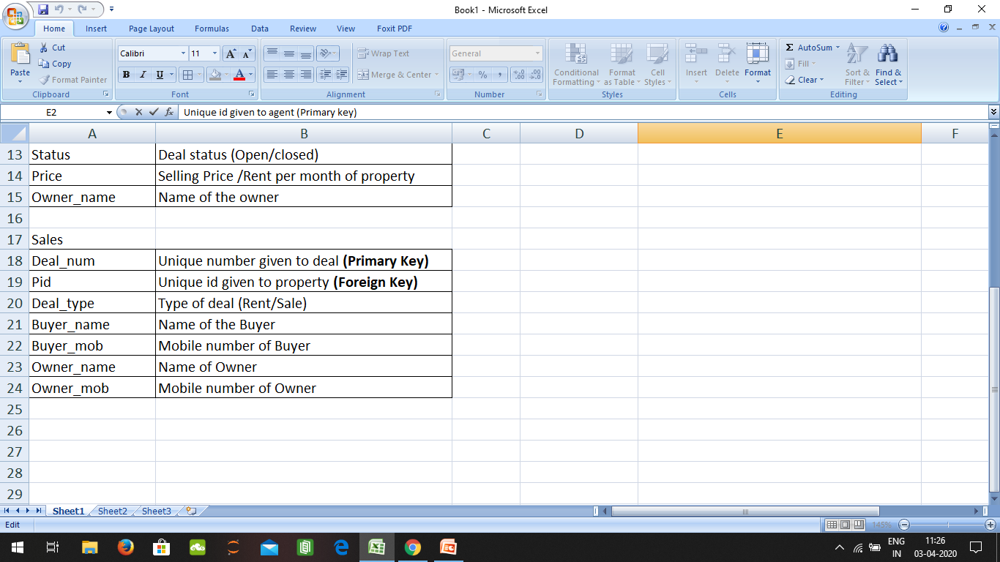 Book1 - Microsoft Excel
Home Insert Page Layout Formulas Data Review View Foxit PDF
Paste
Cut
Copy
Format Painter
Clipboard
Calibri 11
B I U
Font
Wrap Text
Merge & Center
Alignment
General
Number
Conditional Formatting
Format as Table
Cell Styles
Styles
Insert Delete Format
Cells
AutoSum
Fill
Clear
Sort & Filter
Find & Select
Editing
E2 fx Unique id given to agent (Primary key)
A B C D E F
13 Status Deal status (Open/closed)
14 Price Selling Price /Rent per month of property
15 Owner_name Name of the owner
16
17 Sales
18 Deal_num Unique number given to deal (Primary Key)
19 Pid Unique id given to property (Foreign Key)
20 Deal_type Type of deal (Rent/Sale)
21 Buyer_name Name of the Buyer
22 Buyer_mob Mobile number of Buyer
23 Owner_name Name of Owner
24 Owner_mob Mobile number of Owner
25
26
27
28
29
Sheet1 Sheet2 Sheet3
Edit 145%
ENG 11:26
IN 03-04-2020